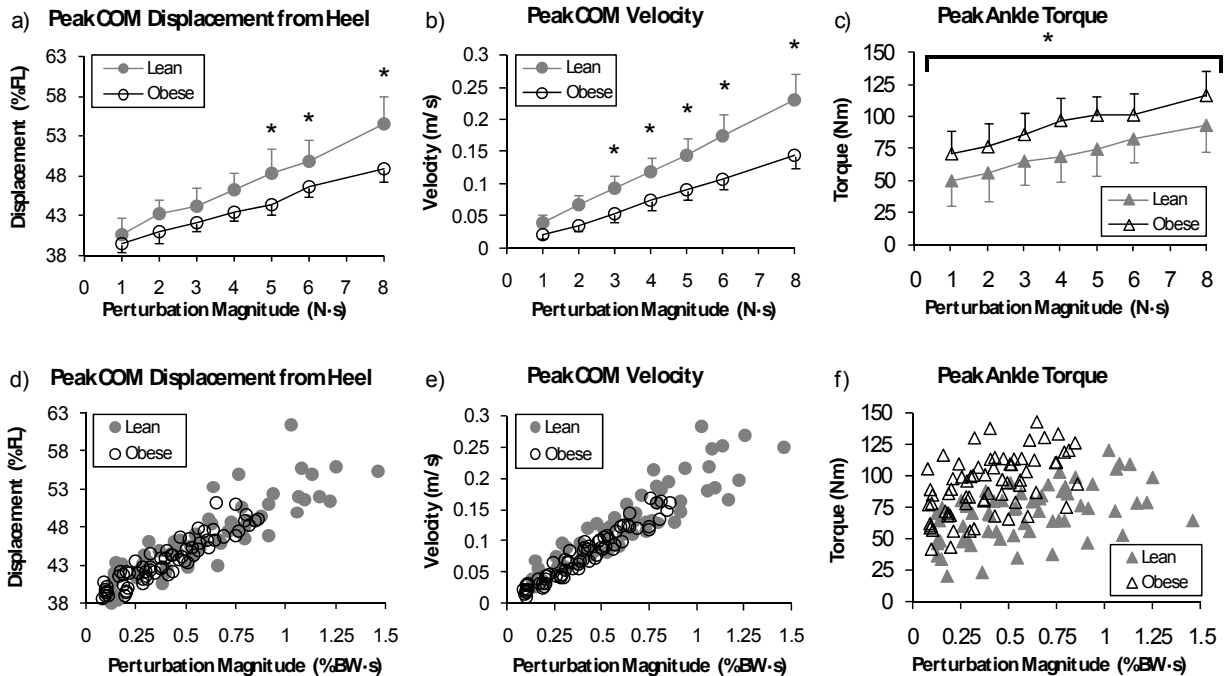 a) Peak COM Displacement from Heel
Displacement (%FL)
63
58
53
48
43
38
Lean
Obese
* * *
1 2 3 4 5 6 7 8
Perturbation Magnitude (N·s)
b) Peak COM Velocity
Velocity (m/s)
0.3
0.25
0.2
0.15
0.1
0.05
0
Lean
Obese
* * * * * *
1 2 3 4 5 6 7 8
Perturbation Magnitude (N·s)
c) Peak Ankle Torque
*
Torque (Nm)
150
125
100
75
50
25
0
Lean
Obese
1 2 3 4 5 6 7 8
Perturbation Magnitude (N·s)
d) Peak COM Displacement from Heel
Displacement (%FL)
63
58
53
48
43
38
Lean
Obese
0 0.25 0.5 0.75 1 1.25 1.5
Perturbation Magnitude (%BW·s)
e) Peak COM Velocity
Velocity (m/s)
0.3
0.25
0.2
0.15
0.1
0.05
0
Lean
Obese
0 0.25 0.5 0.75 1 1.25 1.5
Perturbation Magnitude (%BW·s)
f) Peak Ankle Torque
Torque (Nm)
150
125
100
75
50
25
0
Lean
Obese
0 0.25 0.5 0.75 1 1.25 1.5
Perturbation Magnitude (%BW·s)